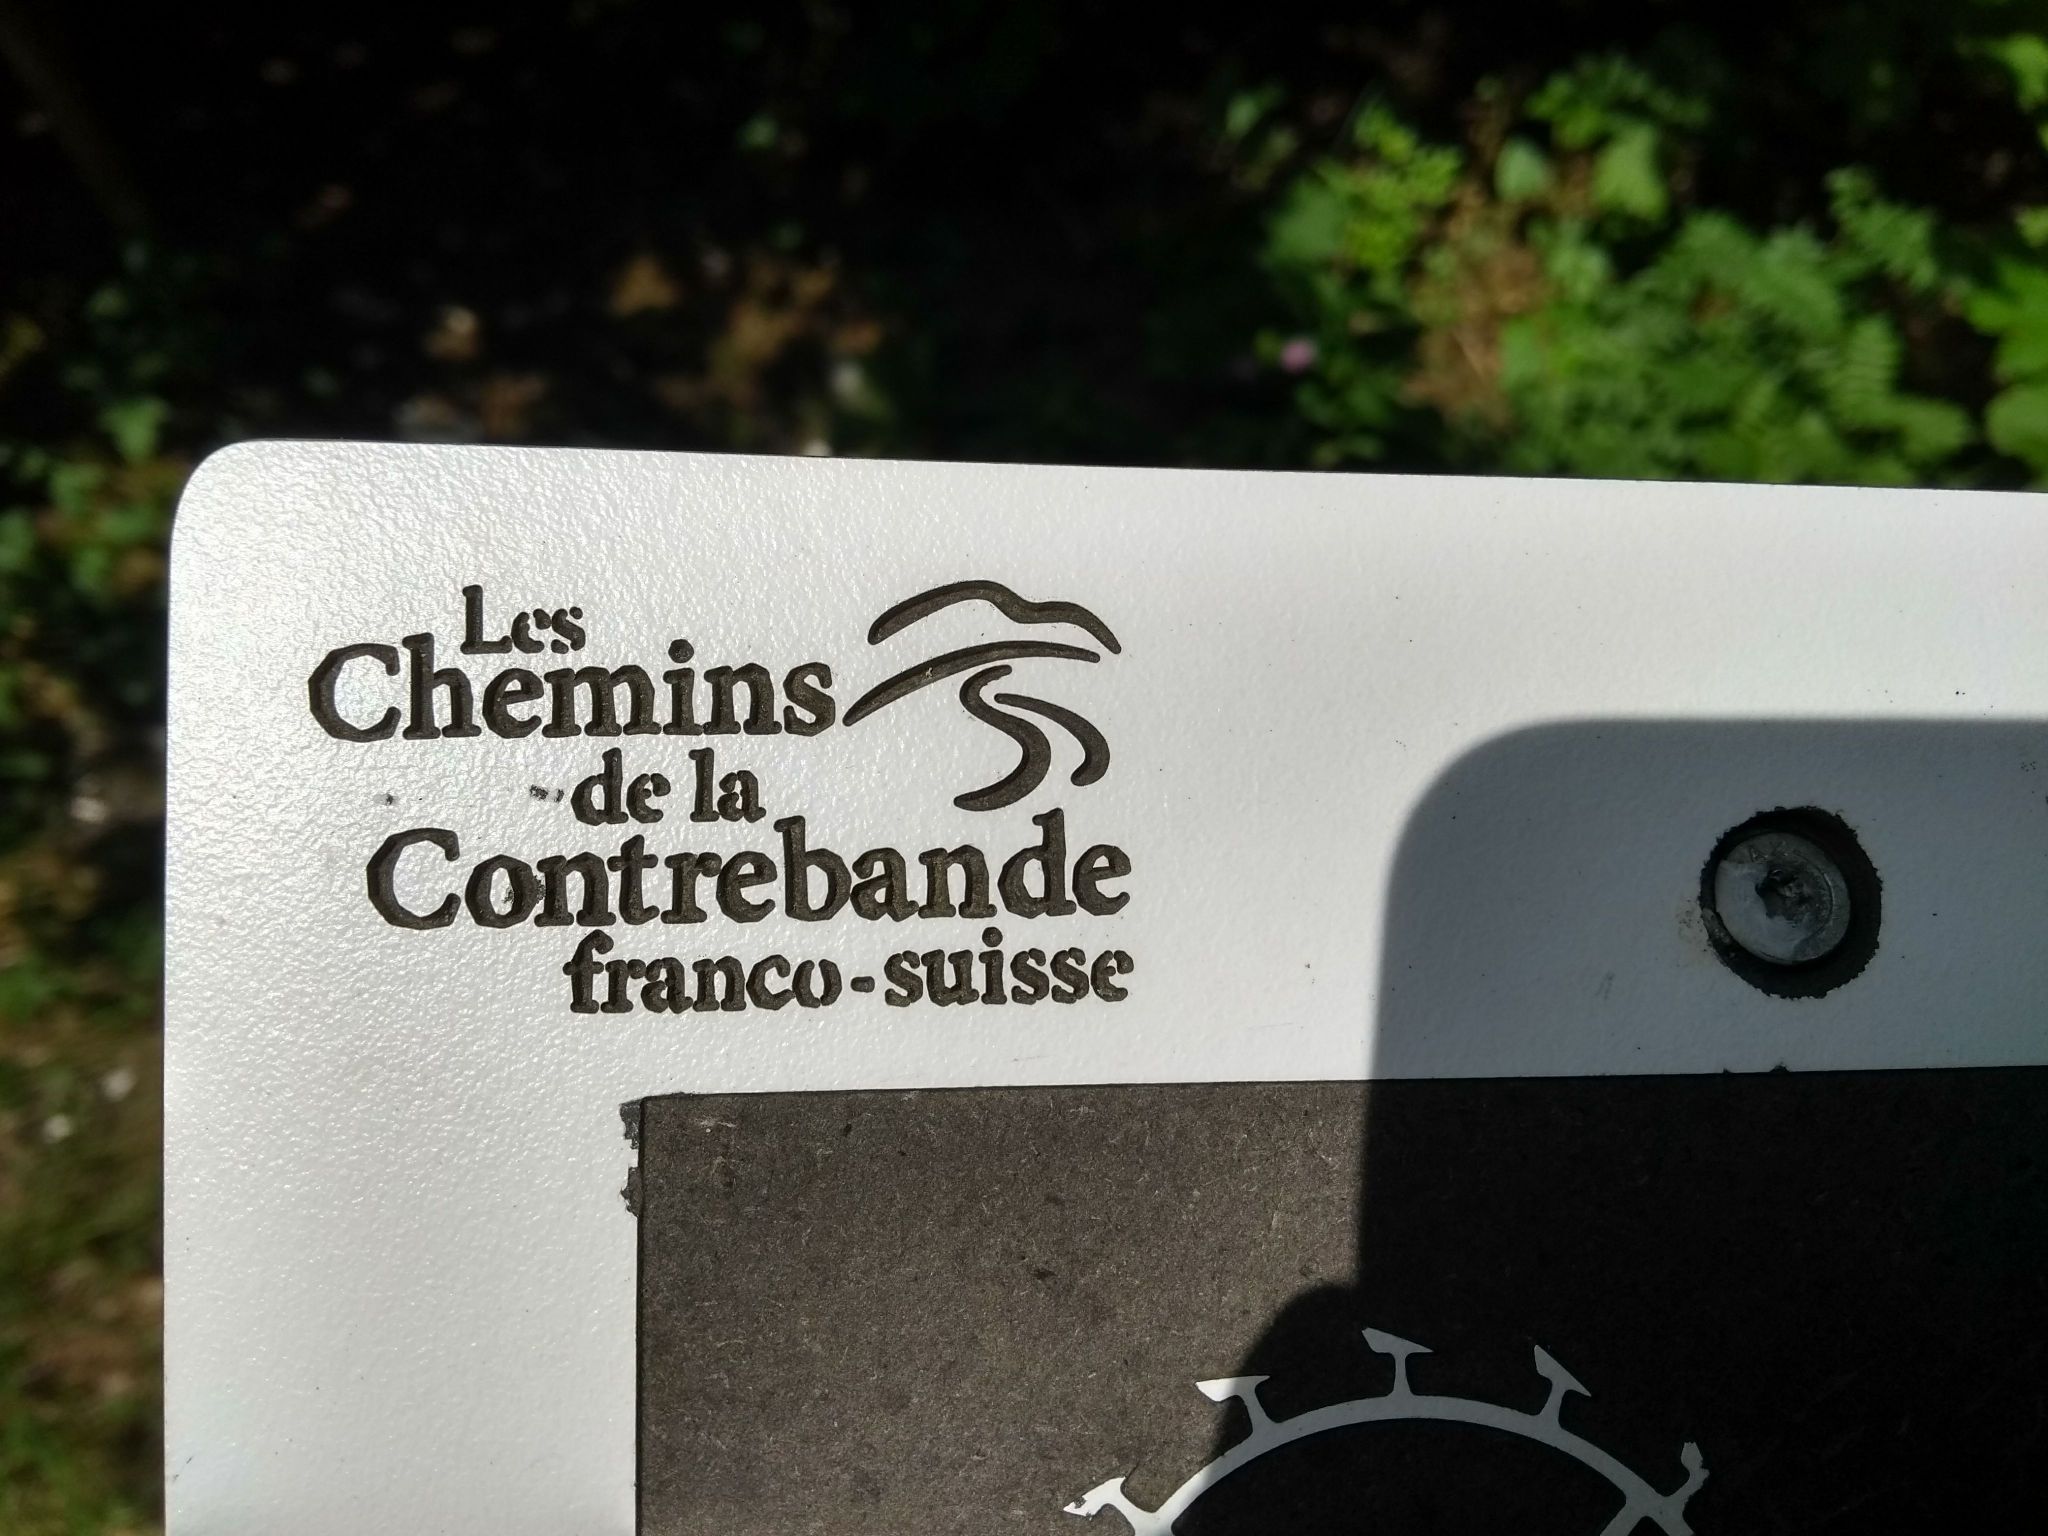 Les
Chemins
de la
Contrebande
franco-suisse